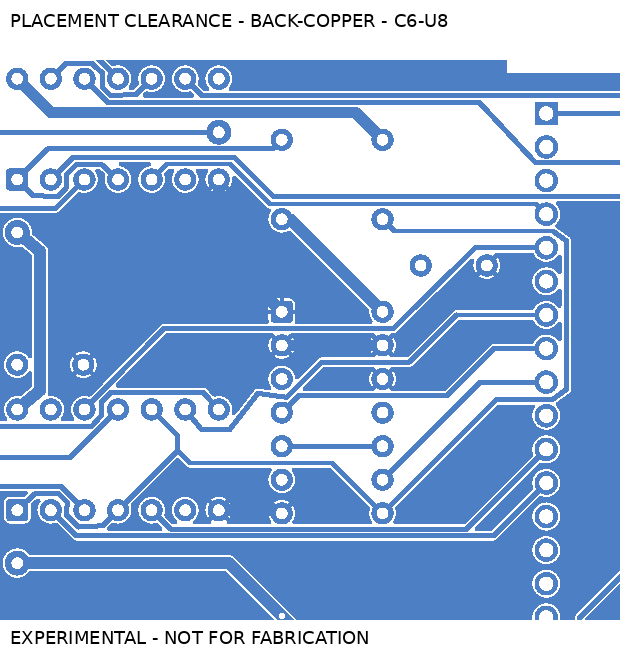 PLACEMENT CLEARANCE - BACK-COPPER - C6-U8
EXPERIMENTAL - NOT FOR FABRICATION